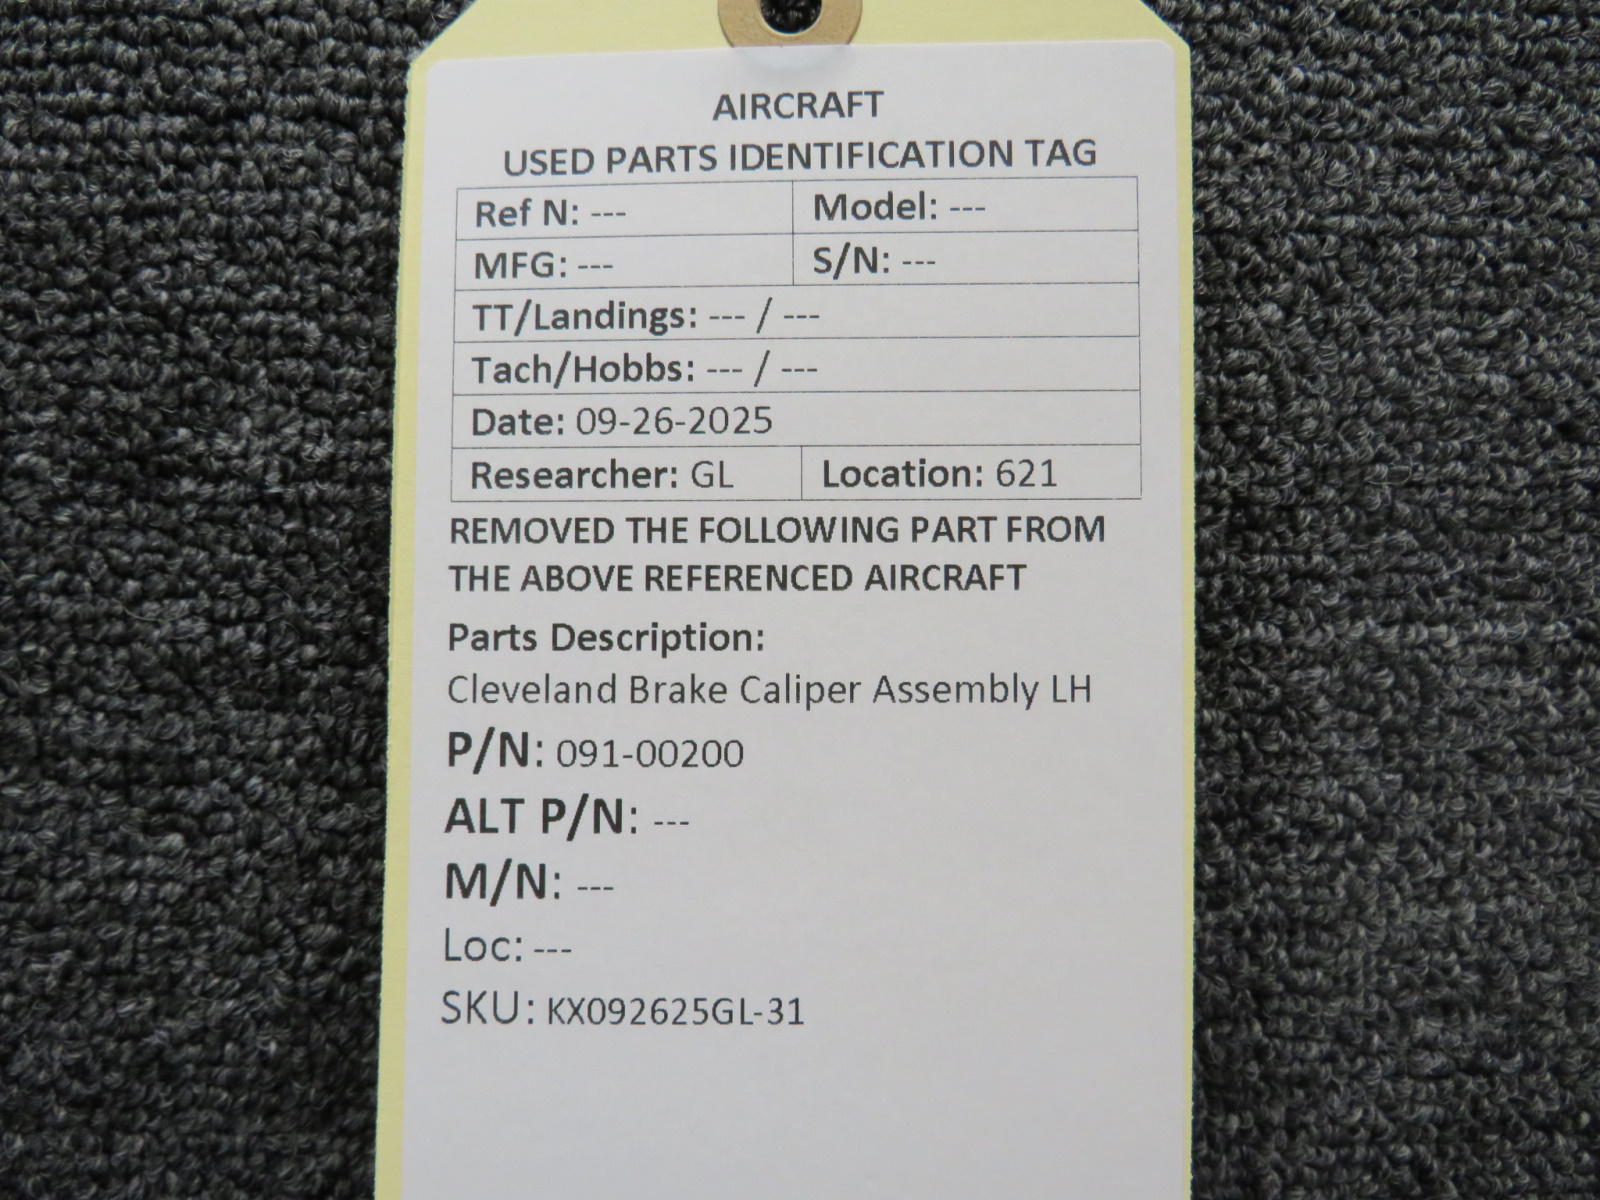 AIRCRAFT
USED PARTS IDENTIFICATION TAG
Ref N: --- Model: ---
MFG: --- S/N: ---
TT/Landings: --- / ---
Tach/Hobbs: --- / ---
Date: 09-26-2025
Researcher: GL Location: 621
REMOVED THE FOLLOWING PART FROM
THE ABOVE REFERENCED AIRCRAFT
Parts Description:
Cleveland Brake Caliper Assembly LH
P/N: 091-00200
ALT P/N: ---
M/N: ---
Loc: ---
SKU: KX092625GL-31